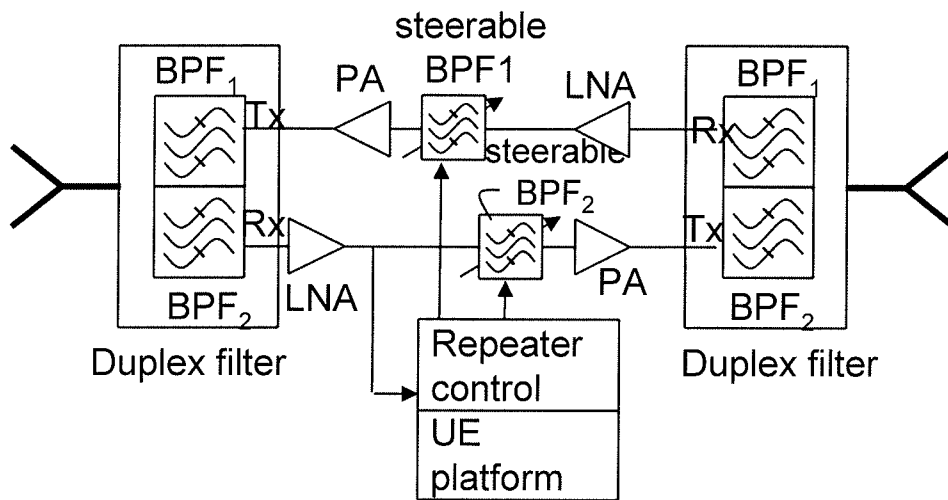 steerable
BPF1
BPF₁
PA
LNA
BPF₁
Tx
Rx
steerable
BPF₂
Rx
Tx
LNA
PA
BPF₂
BPF₂
Duplex filter
Duplex filter
Repeater
control
UE
platform